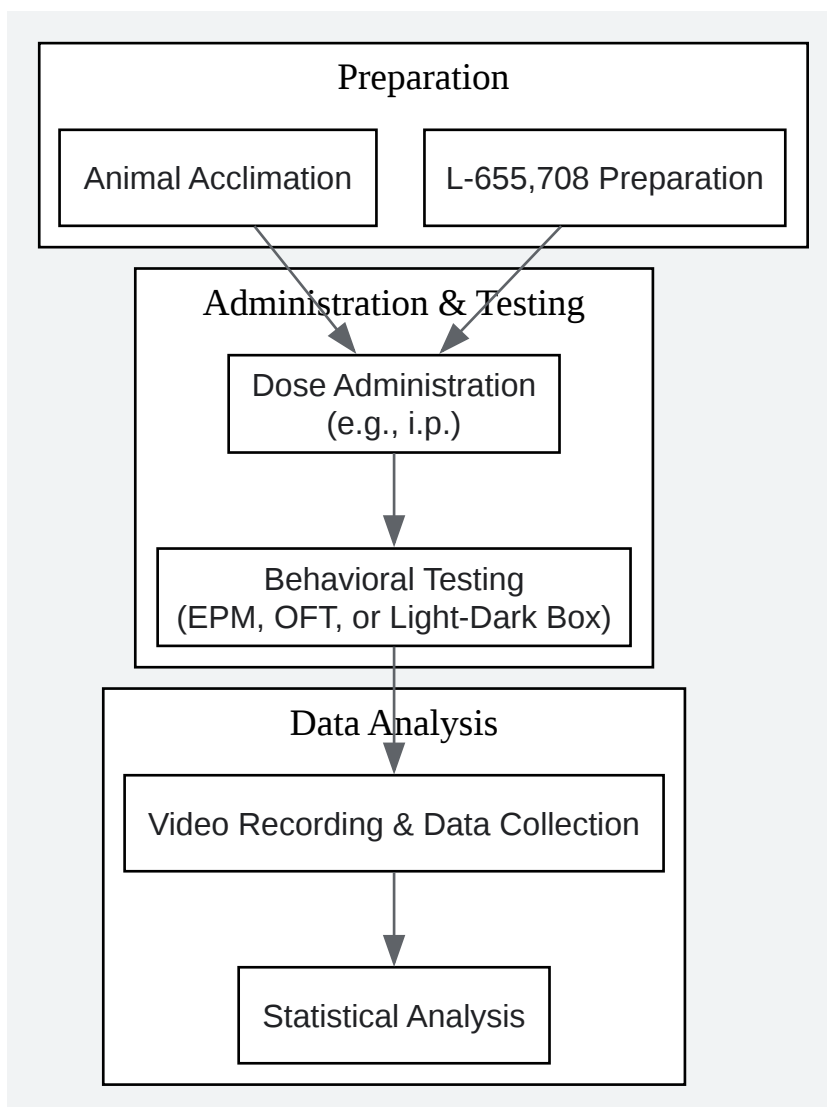 Preparation
Animal Acclimation
L-655,708 Preparation
Administration & Testing
Dose Administration
(e.g., i.p.)
Behavioral Testing
(EPM, OFT, or Light-Dark Box)
Data Analysis
Video Recording & Data Collection
Statistical Analysis